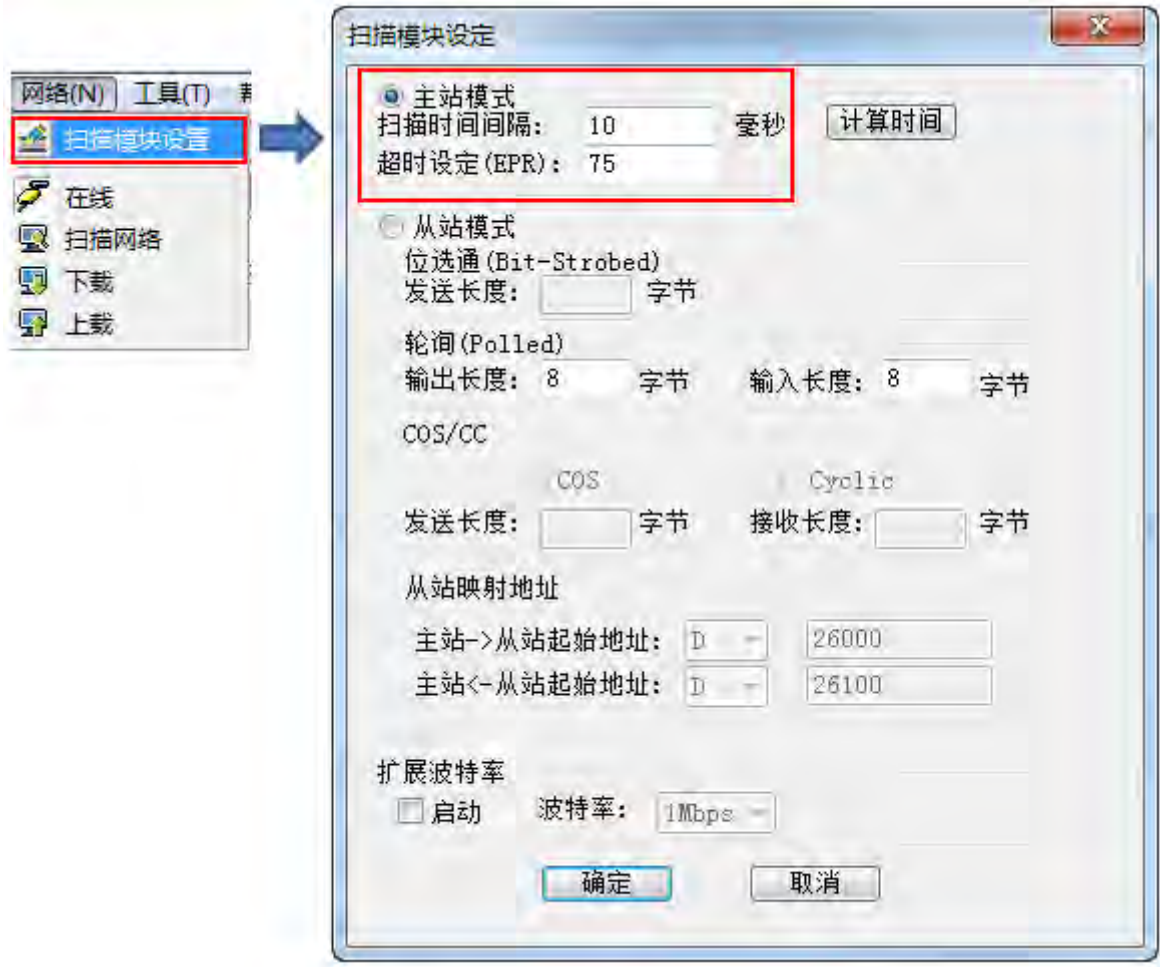 网络(N) 工具(T)
扫描模块设置
在线
扫描网络
下载
上载
扫描模块设定
主站模式
扫描时间间隔: 10 毫秒 计算时间
超时设定(EPR): 75
从站模式
位选通(Bit-Strobed)
发送长度: 字节
轮询(Polled)
输出长度: 8 字节 输入长度: 8 字节
COS/CC
COS Cyclic
发送长度: 字节 接收长度: 字节
从站映射地址
主站->从站起始地址: D 26000
主站<-从站起始地址: D 26100
扩展波特率
启动 波特率: 1Mbps
确定 取消